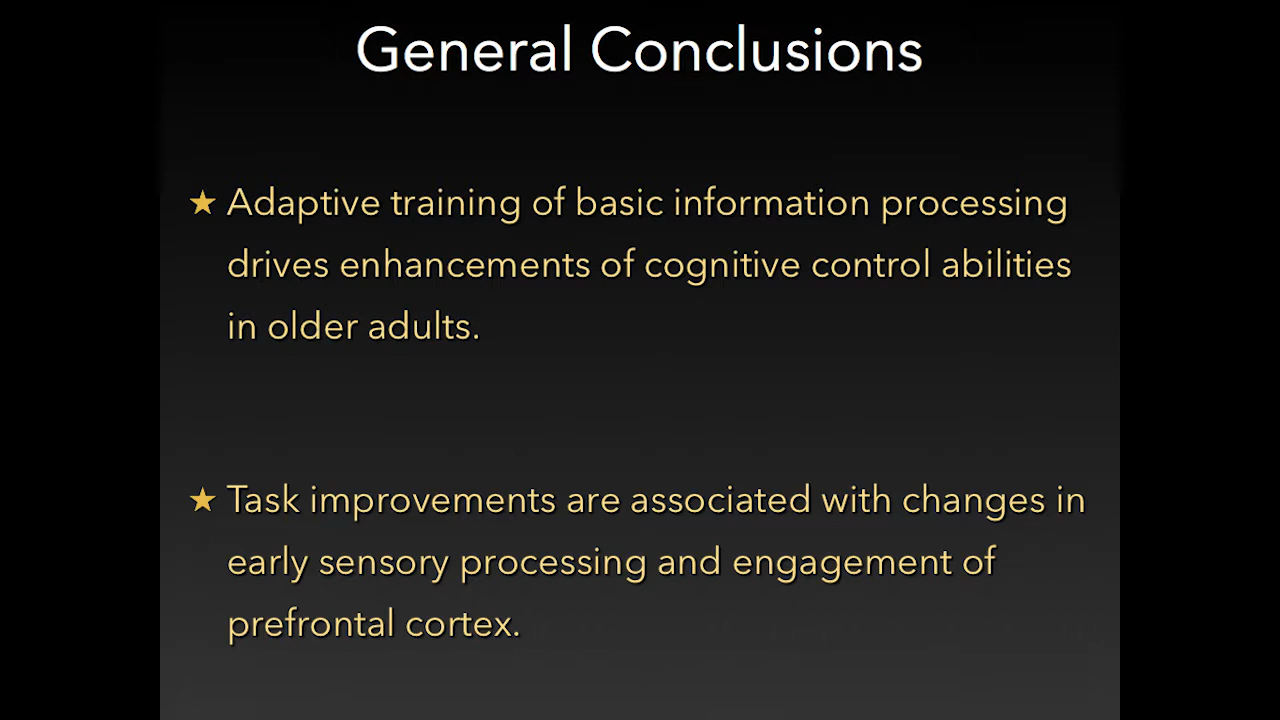 General Conclusions
★ Adaptive training of basic information processing
drives enhancements of cognitive control abilities
in older adults.
★ Task improvements are associated with changes in
early sensory processing and engagement of
prefrontal cortex.